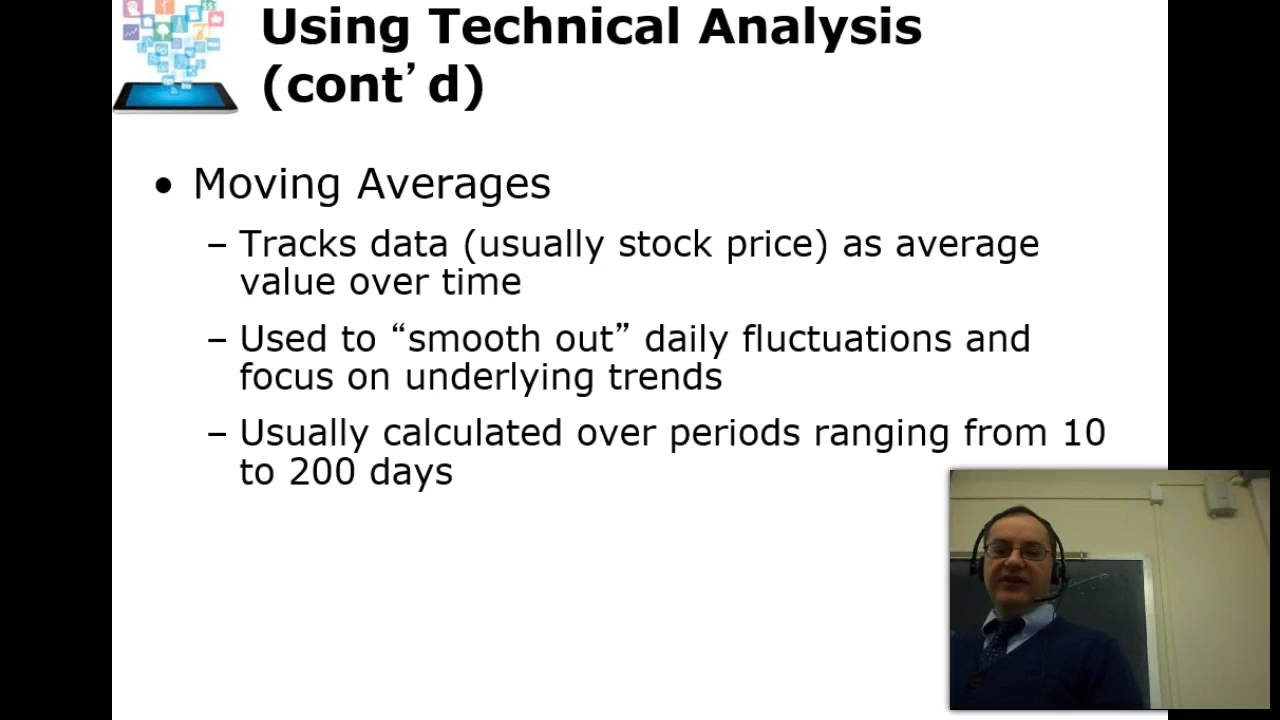 Using Technical Analysis
(cont’d)
• Moving Averages
– Tracks data (usually stock price) as average
value over time
– Used to “smooth out” daily fluctuations and
focus on underlying trends
– Usually calculated over periods ranging from 10
to 200 days